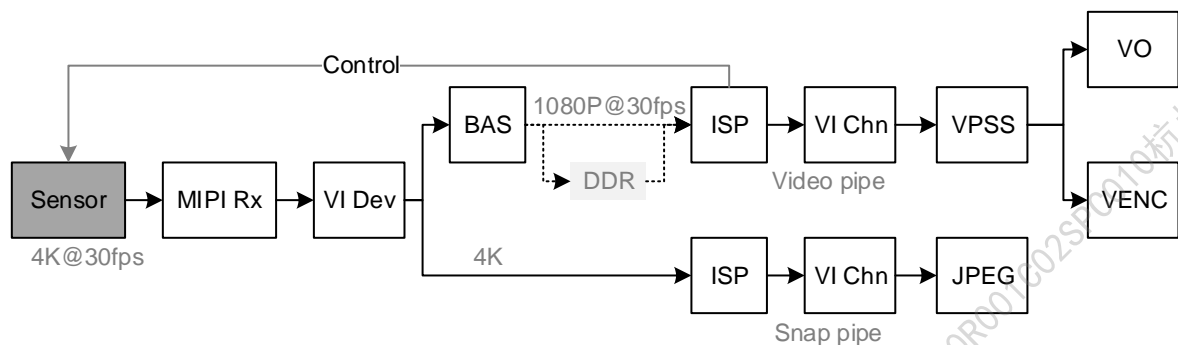 VO
Control
1080P@30fps
BAS
ISP
VI Chn
VPSS
DDR
Video pipe
Sensor
MIPI Rx
VI Dev
VENC
4K@30fps
4K
ISP
VI Chn
JPEG
Snap pipe